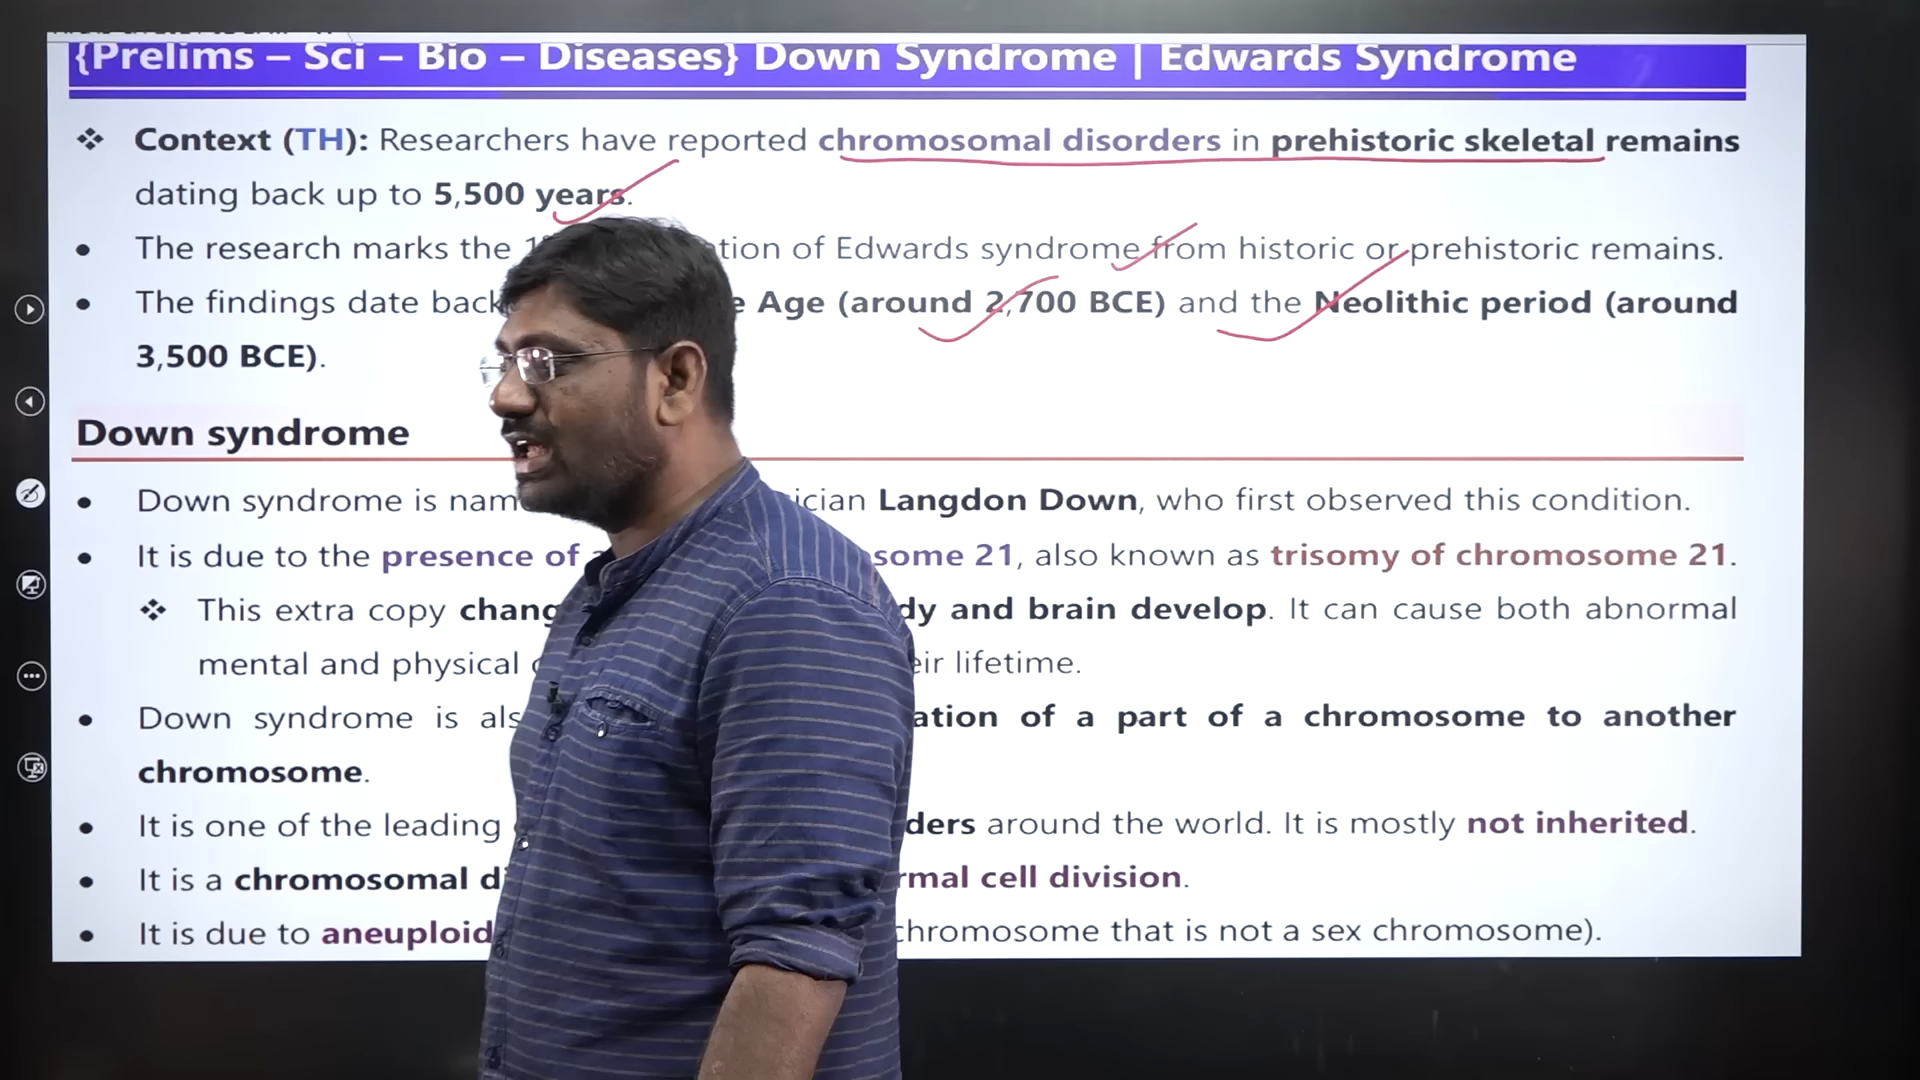 {Prelims – Sci – Bio – Diseases} Down Syndrome | Edwards Syndrome
❖ Context (TH): Researchers have reported chromosomal disorders in prehistoric skeletal remains
dating back up to 5,500 years.
• The research marks the tion of Edwards syndrome from historic or prehistoric remains.
• The findings date back e Age (around 2,700 BCE) and the Neolithic period (around
3,500 BCE).
Down syndrome
• Down syndrome is nam ician Langdon Down, who first observed this condition.
• It is due to the presence of some 21, also known as trisomy of chromosome 21.
❖ This extra copy chang dy and brain develop. It can cause both abnormal
mental and physical eir lifetime.
• Down syndrome is als ation of a part of a chromosome to another
chromosome.
• It is one of the leading ders around the world. It is mostly not inherited.
• It is a chromosomal di rmal cell division.
• It is due to aneuploid chromosome that is not a sex chromosome).